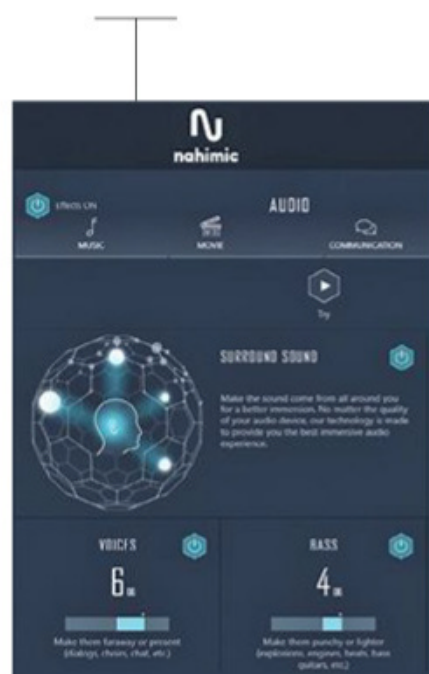 nahimic
Effects ON
AUDIO
MUSIC
MOVIE
COMMUNICATION
Try
SURROUND SOUND
Make the sound come from all around you
for a better immersion. No matter the quality
of your audio device, our technology is made
to provide you the best immersive audio
experience.
VOICES
6 DB
Make them faraway or present
(dialogs, choirs, chat, etc.)
BASS
4 DB
Make them punchy or lighter
(explosions, engines, beats, bass
guitars, etc.)